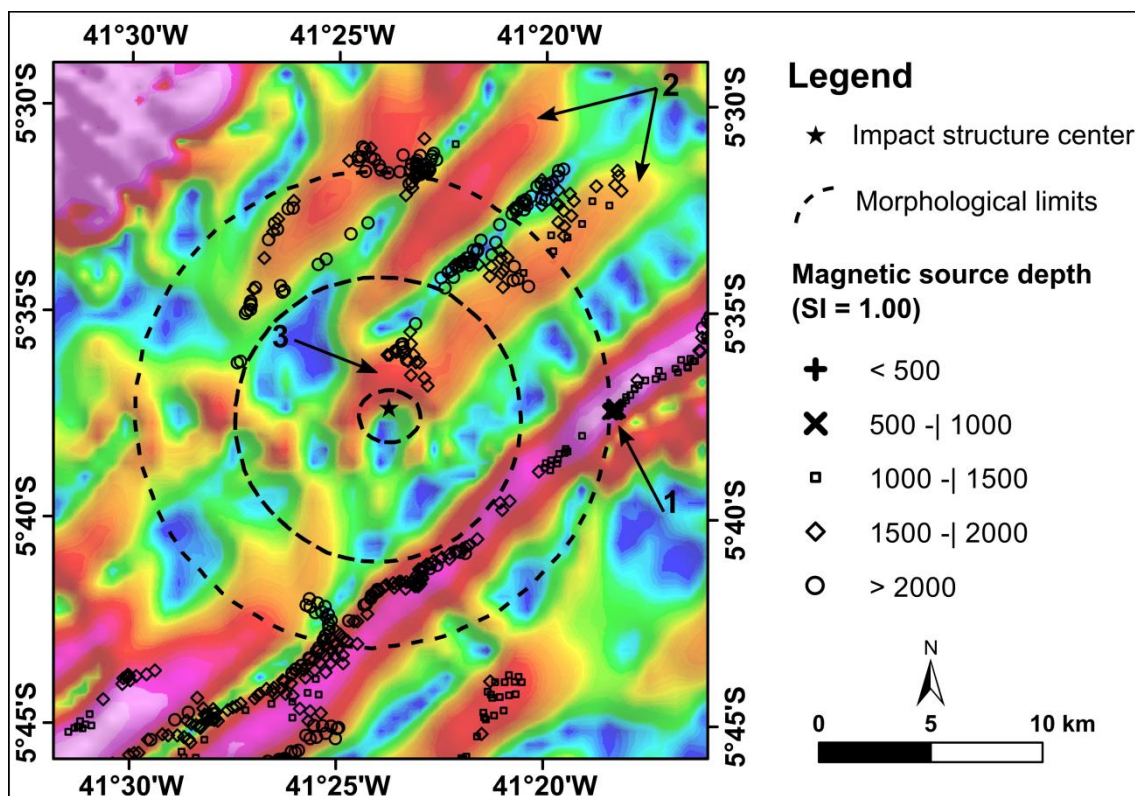 41°30'W 41°25'W 41°20'W
5°30'S
5°35'S
5°40'S
5°45'S
2
3
1
5°30'S
5°35'S
5°40'S
5°45'S
41°30'W 41°25'W 41°20'W
Legend
Impact structure center
Morphological limits
Magnetic source depth
(SI = 1.00)
< 500
500 -| 1000
1000 -| 1500
1500 -| 2000
> 2000
N
0 5 10 km